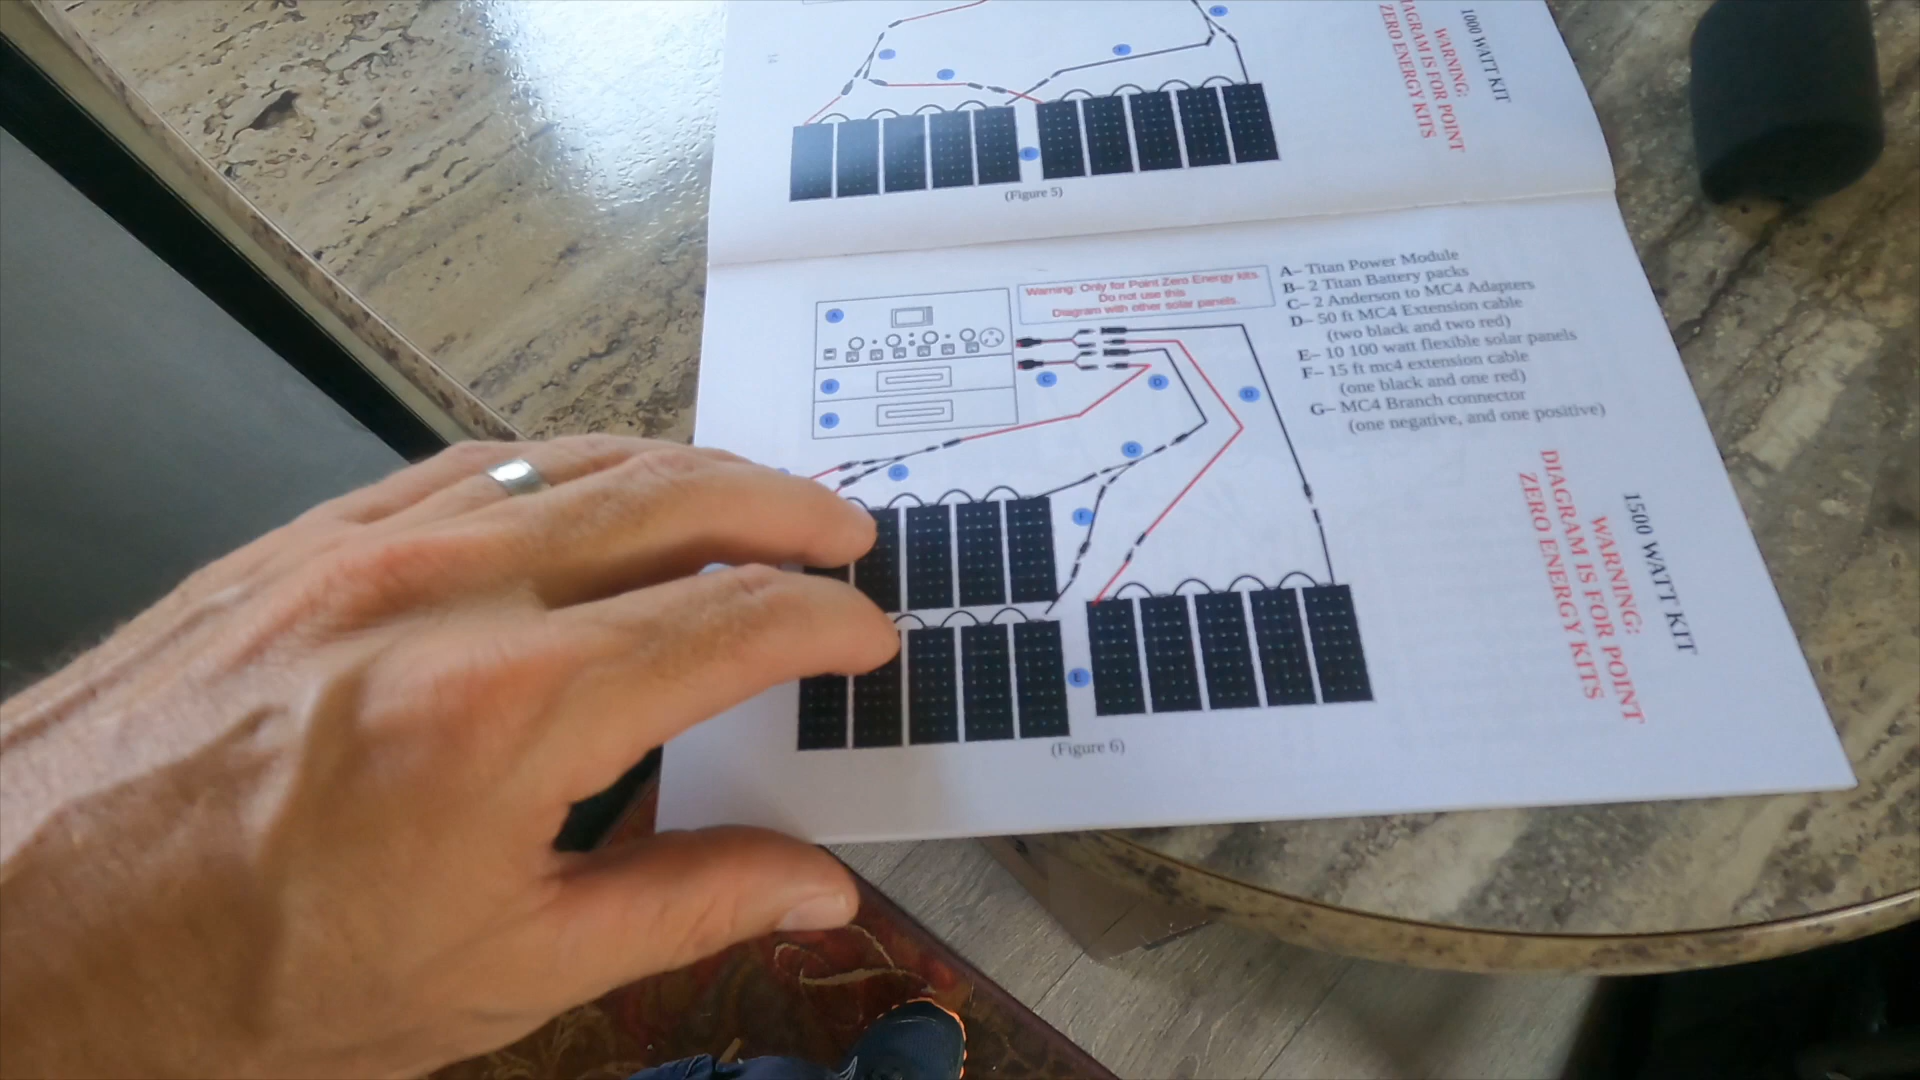 1000 WATT KIT
WARNING:
DIAGRAM IS FOR POINT
ZERO ENERGY KITS
G
F
E
(Figure 5)
Warning: Only for Point Zero Energy kits.
Do not use this
Diagram with other solar panels.
A– Titan Power Module
B– 2 Titan Battery packs
C– 2 Anderson to MC4 Adapters
D– 50 ft MC4 Extension cable
(two black and two red)
E– 10 100 watt flexible solar panels
F– 15 ft mc4 extension cable
(one black and one red)
G– MC4 Branch connector
(one negative, and one positive)
A
B
B
C
D
D
G
G
F
E
(Figure 6)
1500 WATT KIT
WARNING:
DIAGRAM IS FOR POINT
ZERO ENERGY KITS